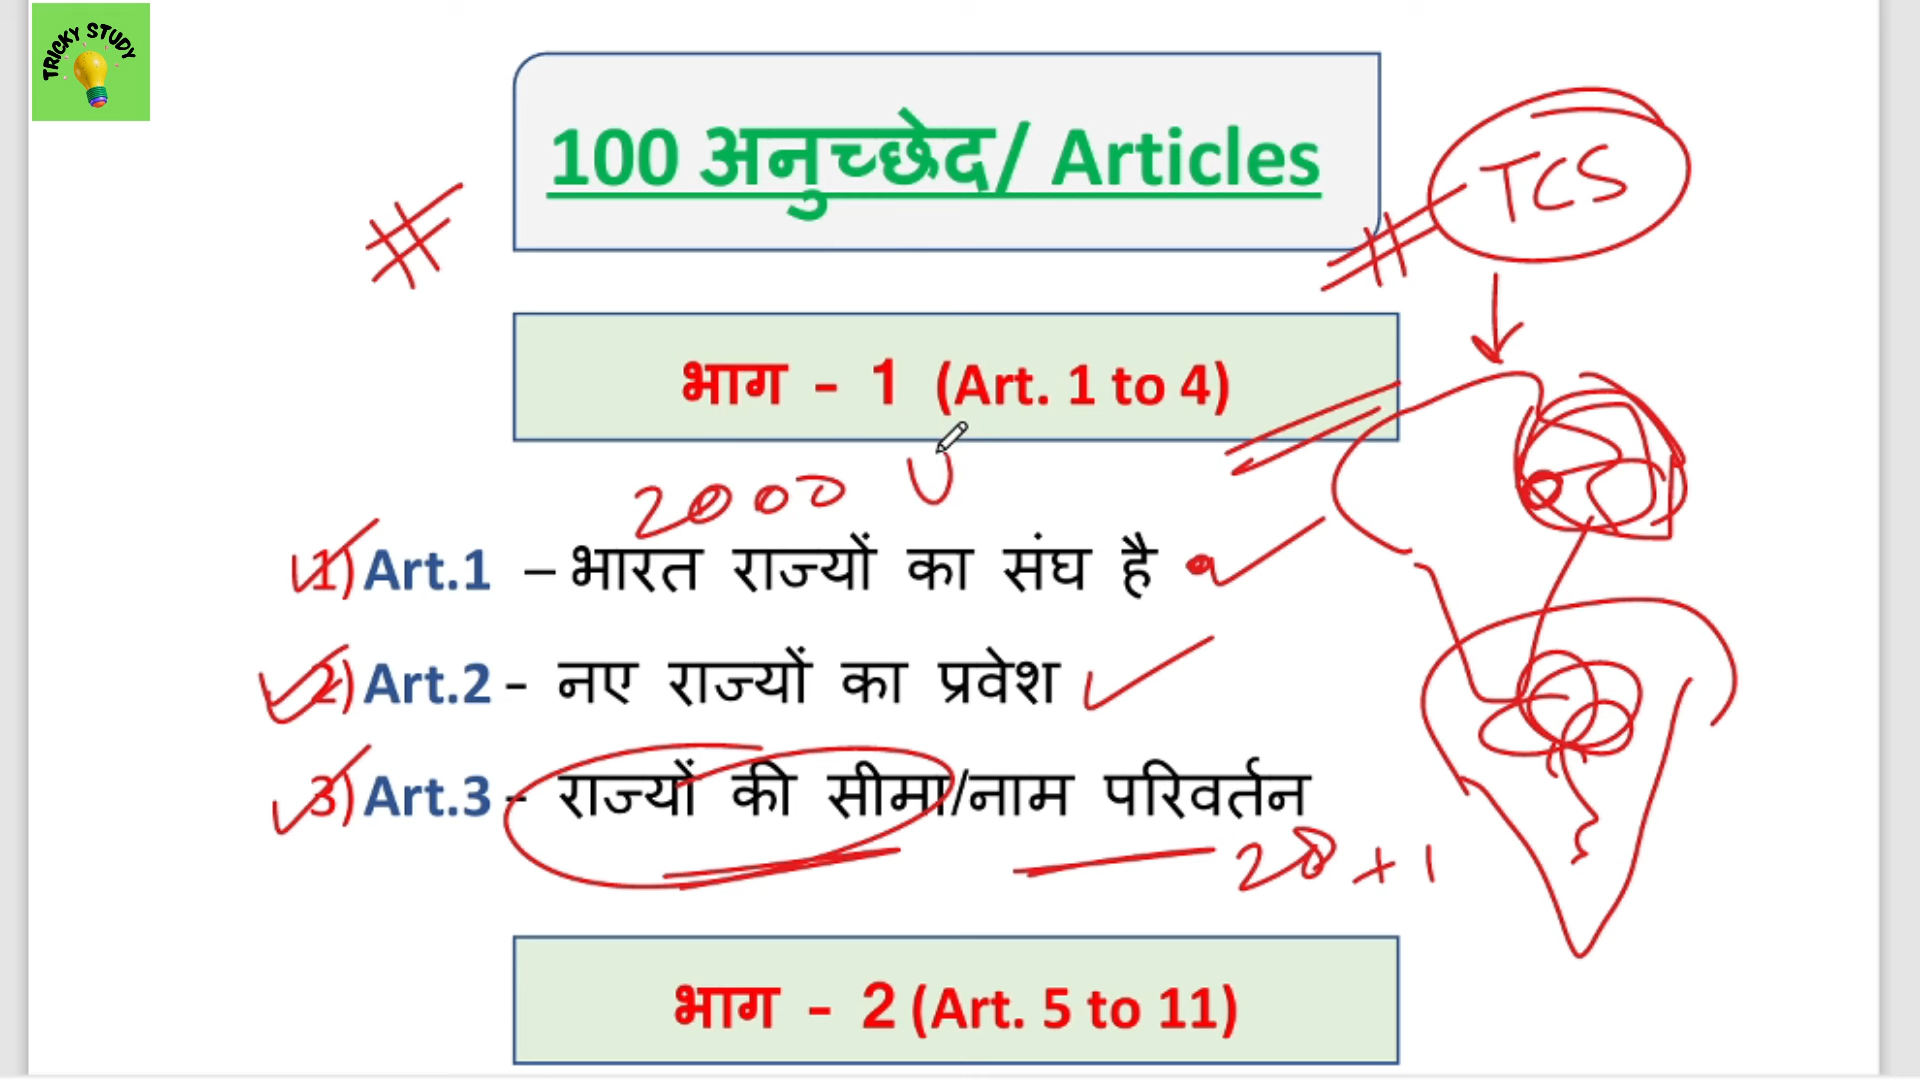 TRICKY STUDY
100 अनुच्छेद/ Articles
TCS
भाग - 1 (Art. 1 to 4)
2000 U
1) Art.1 – भारत राज्यों का संघ है
2) Art.2 - नए राज्यों का प्रवेश
3) Art.3 - राज्यों की सीमा/नाम परिवर्तन
28 + 1
भाग - 2 (Art. 5 to 11)